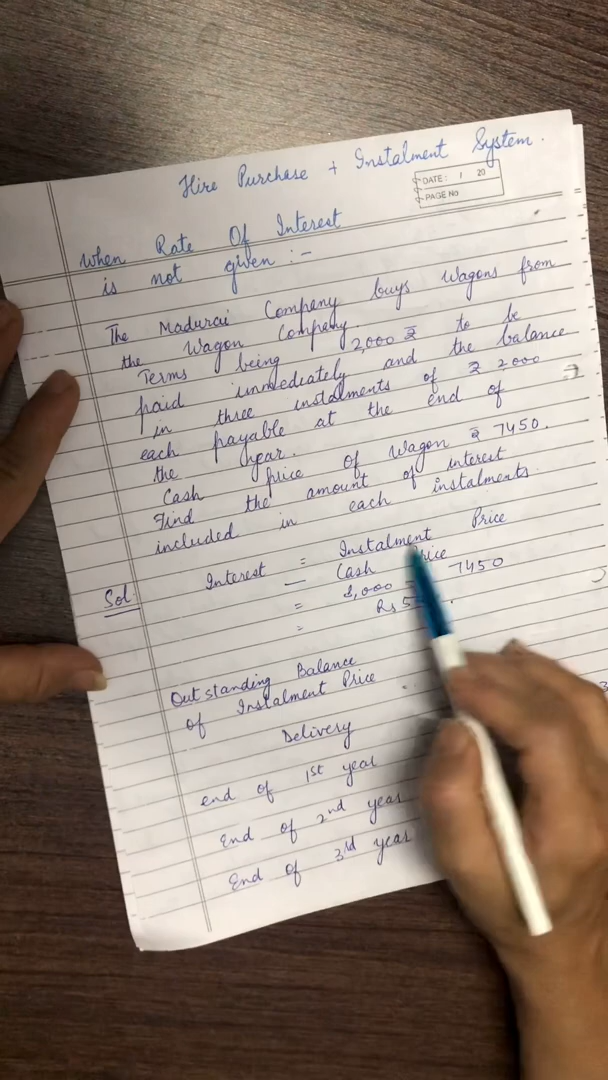 Hire Purchase + Instalment System.
DATE: / 20
PAGE NO
When Rate Of Interest
is not given :-
The Madurai Company buys Wagons from
the Wagon Company.
Terms being 2,000 ₹ to be
paid immediately and the balance
in three instalments of ₹ 2000
each payable at the end of
the year.
Cash price of Wagon ₹ 7450.
Find the amount of interest
included in each instalments
Sol: Interest = Instalment Price
— Cash Price
= 8,000 - 7450
= Rs 5
Outstanding Balance
of Instalment Price
Delivery
end of 1st year
End of 2nd year
End of 3rd year